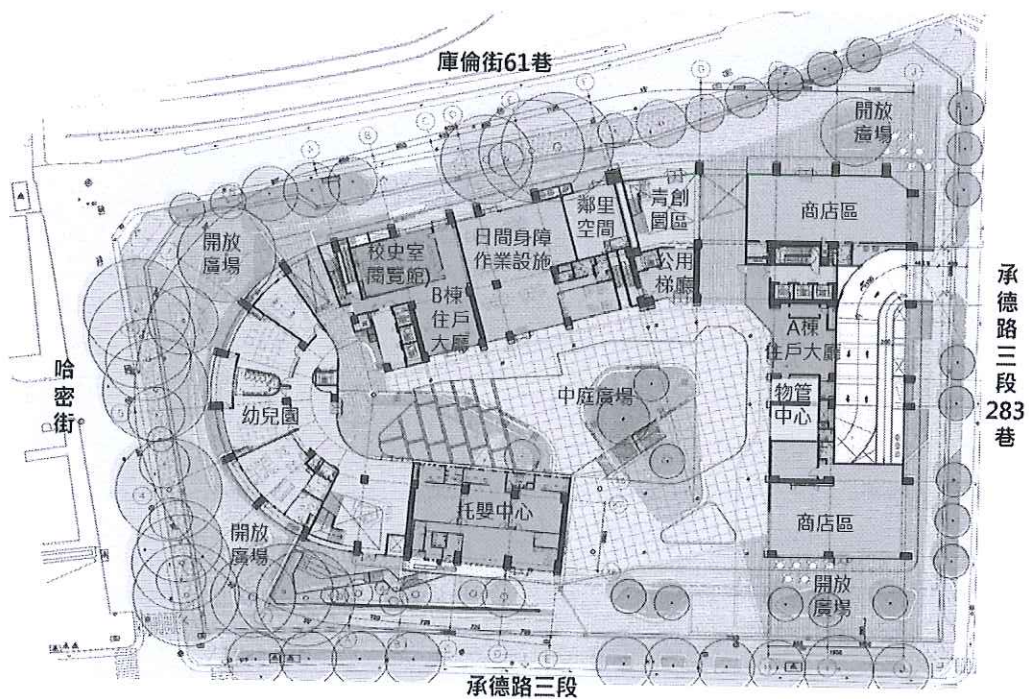 庫倫街61巷
開放
廣場
商店區
青創
園區
鄰里
空間
日間身障
作業設施
校史室
閱覽館)
B棟
住戶
大廳
公用
梯廳
開放
廣場
A棟
住戶大廳
承德路三段283巷
哈密街
幼兒園
中庭廣場
物管
中心
托嬰中心
商店區
開放
廣場
開放
廣場
承德路三段